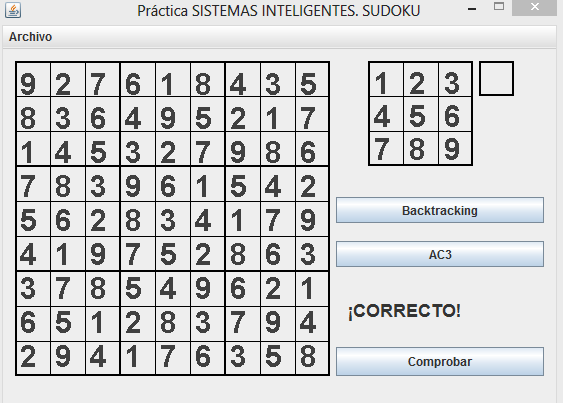 Práctica SISTEMAS INTELIGENTES. SUDOKU
Archivo
9 2 7 6 1 8 4 3 5
8 3 6 4 9 5 2 1 7
1 4 5 3 2 7 9 8 6
7 8 3 9 6 1 5 4 2
5 6 2 8 3 4 1 7 9
4 1 9 7 5 2 8 6 3
3 7 8 5 4 9 6 2 1
6 5 1 2 8 3 7 9 4
2 9 4 1 7 6 3 5 8
1 2 3
4 5 6
7 8 9
Backtracking
AC3
¡CORRECTO!
Comprobar